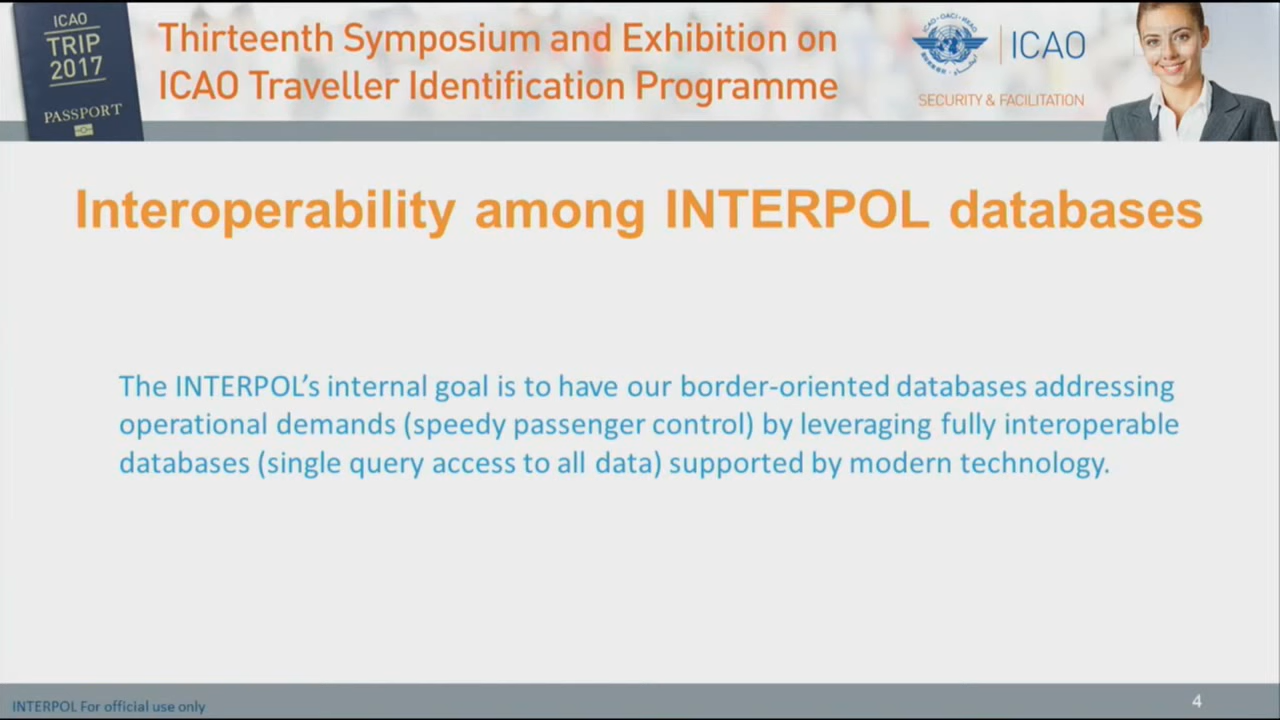 ICAO
TRIP
2017
PASSPORT
Thirteenth Symposium and Exhibition on
ICAO Traveller Identification Programme
ICAO
SECURITY & FACILITATION
Interoperability among INTERPOL databases
The INTERPOL’s internal goal is to have our border-oriented databases addressing
operational demands (speedy passenger control) by leveraging fully interoperable
databases (single query access to all data) supported by modern technology.
INTERPOL For official use only
4